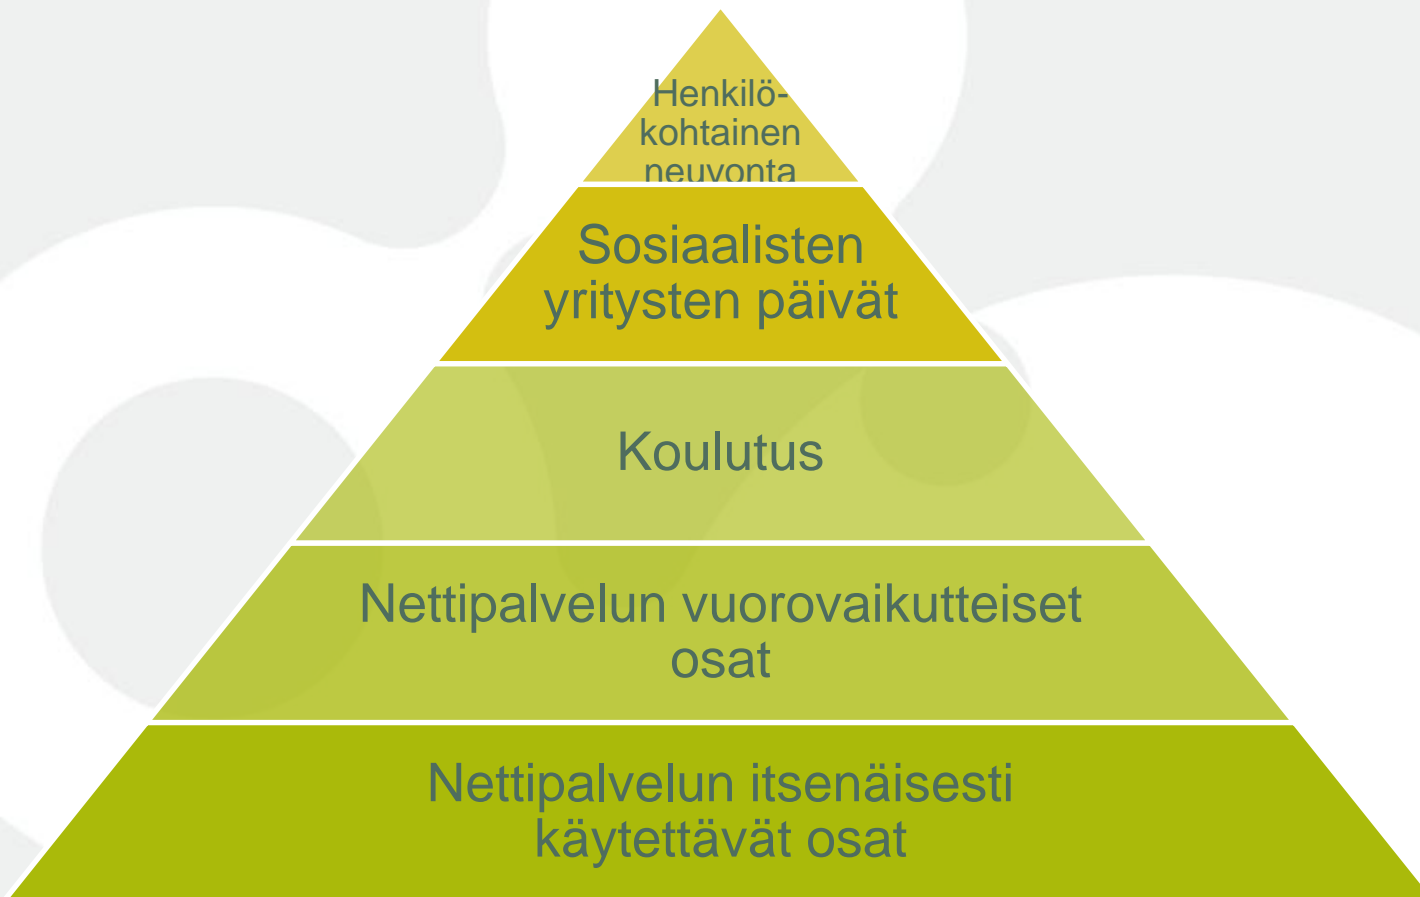 Henkilö-
kohtainen
neuvonta
Sosiaalisten
yritysten päivät
Koulutus
Nettipalvelun vuorovaikutteiset
osat
Nettipalvelun itsenäisesti
käytettävät osat